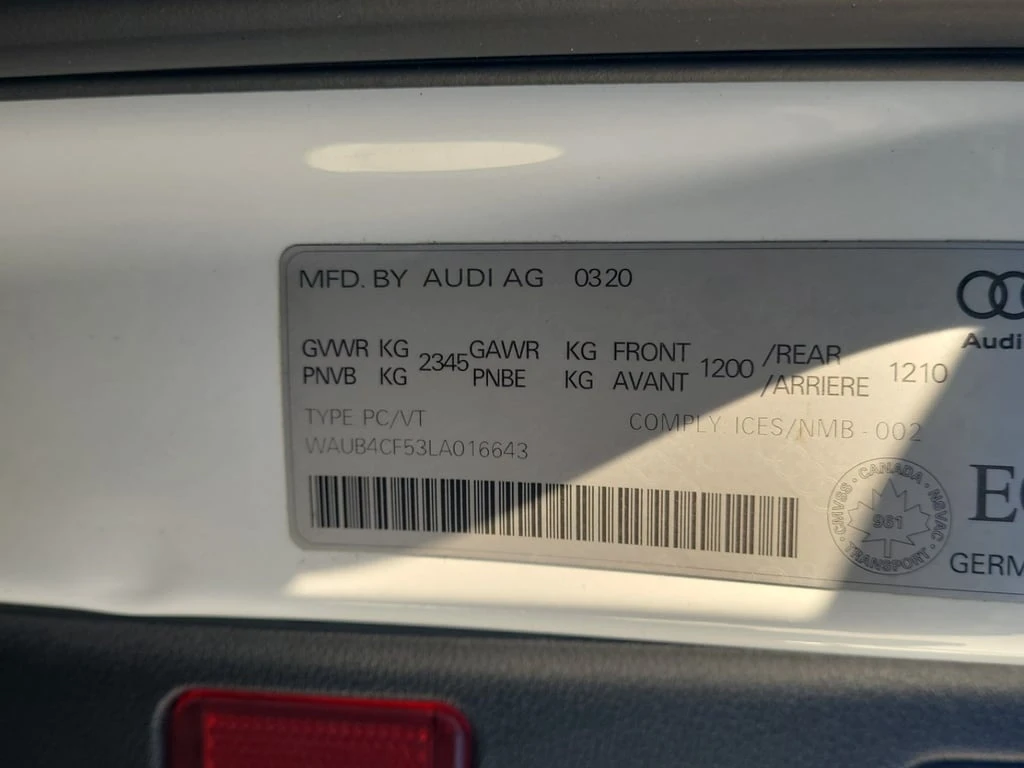 MFD. BY AUDI AG 0320
GVWR KG 2345 GAWR KG FRONT 1200 /REAR 1210
PNVB KG PNBE KG AVANT /ARRIERE
Audi
TYPE PC/VT COMPLY. ICES/NMB - 002
WAUB4CF53LA016643
· CANADA ·
CMVSS · NSVAC
961
· TRANSPORT ·